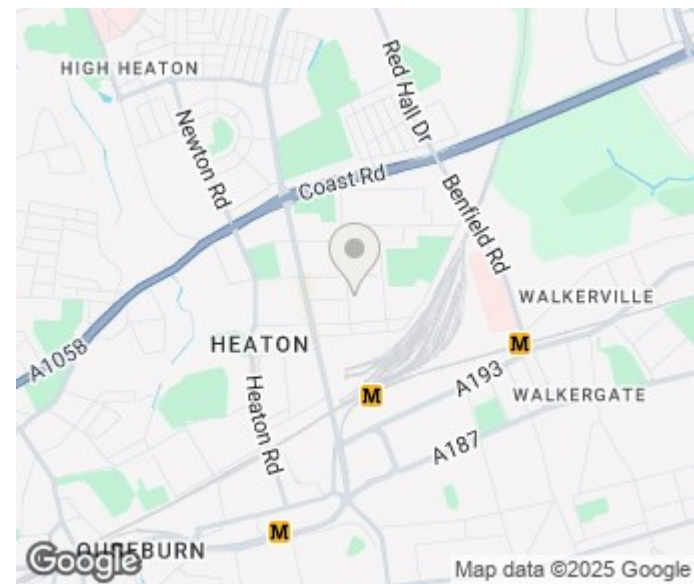 Red Hall Dr
HIGH HEATON
Newton Rd
Coast Rd
Benfield Rd
WALKERVILLE
A1058
HEATON
M
Heaton Rd
M
A193
WALKERGATE
A187
M
Google
Map data ©2025 Google